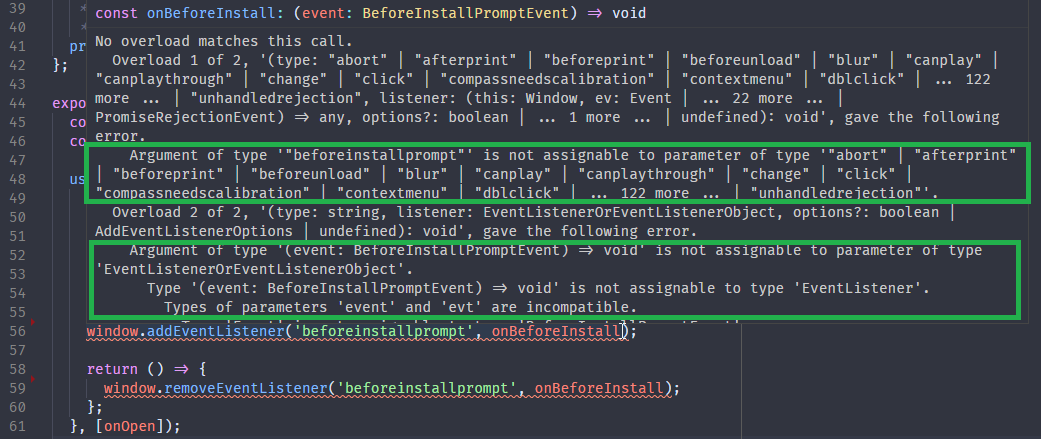 39 * const onBeforeInstall: (event: BeforeInstallPromptEvent) => void
40 *
41 pr No overload matches this call.
42 }; Overload 1 of 2, '(type: "abort" | "afterprint" | "beforeprint" | "beforeunload" | "blur" | "canplay" |
43 "canplaythrough" | "change" | "click" | "compassneedscalibration" | "contextmenu" | "dblclick" | ... 122
44 expo more ... | "unhandledrejection", listener: (this: Window, ev: Event | ... 22 more ... |
45 co PromiseRejectionEvent) => any, options?: boolean | ... 1 more ... | undefined): void', gave the following
46 co error.
47 Argument of type '"beforeinstallprompt"' is not assignable to parameter of type '"abort" | "afterprint"
| "beforeprint" | "beforeunload" | "blur" | "canplay" | "canplaythrough" | "change" | "click" |
48 us "compassneedscalibration" | "contextmenu" | "dblclick" | ... 122 more ... | "unhandledrejection"'.
49 Overload 2 of 2, '(type: string, listener: EventListenerOrEventListenerObject, options?: boolean |
50
51 AddEventListenerOptions | undefined): void', gave the following error.
52 Argument of type '(event: BeforeInstallPromptEvent) => void' is not assignable to parameter of type
53 'EventListenerOrEventListenerObject'.
54 Type '(event: BeforeInstallPromptEvent) => void' is not assignable to type 'EventListener'.
55 Types of parameters 'event' and 'evt' are incompatible.
56 window.addEventListener('beforeinstallprompt', onBeforeInstall);
57
58 return () => {
59 window.removeEventListener('beforeinstallprompt', onBeforeInstall);
60 };
61 }, [onOpen]);